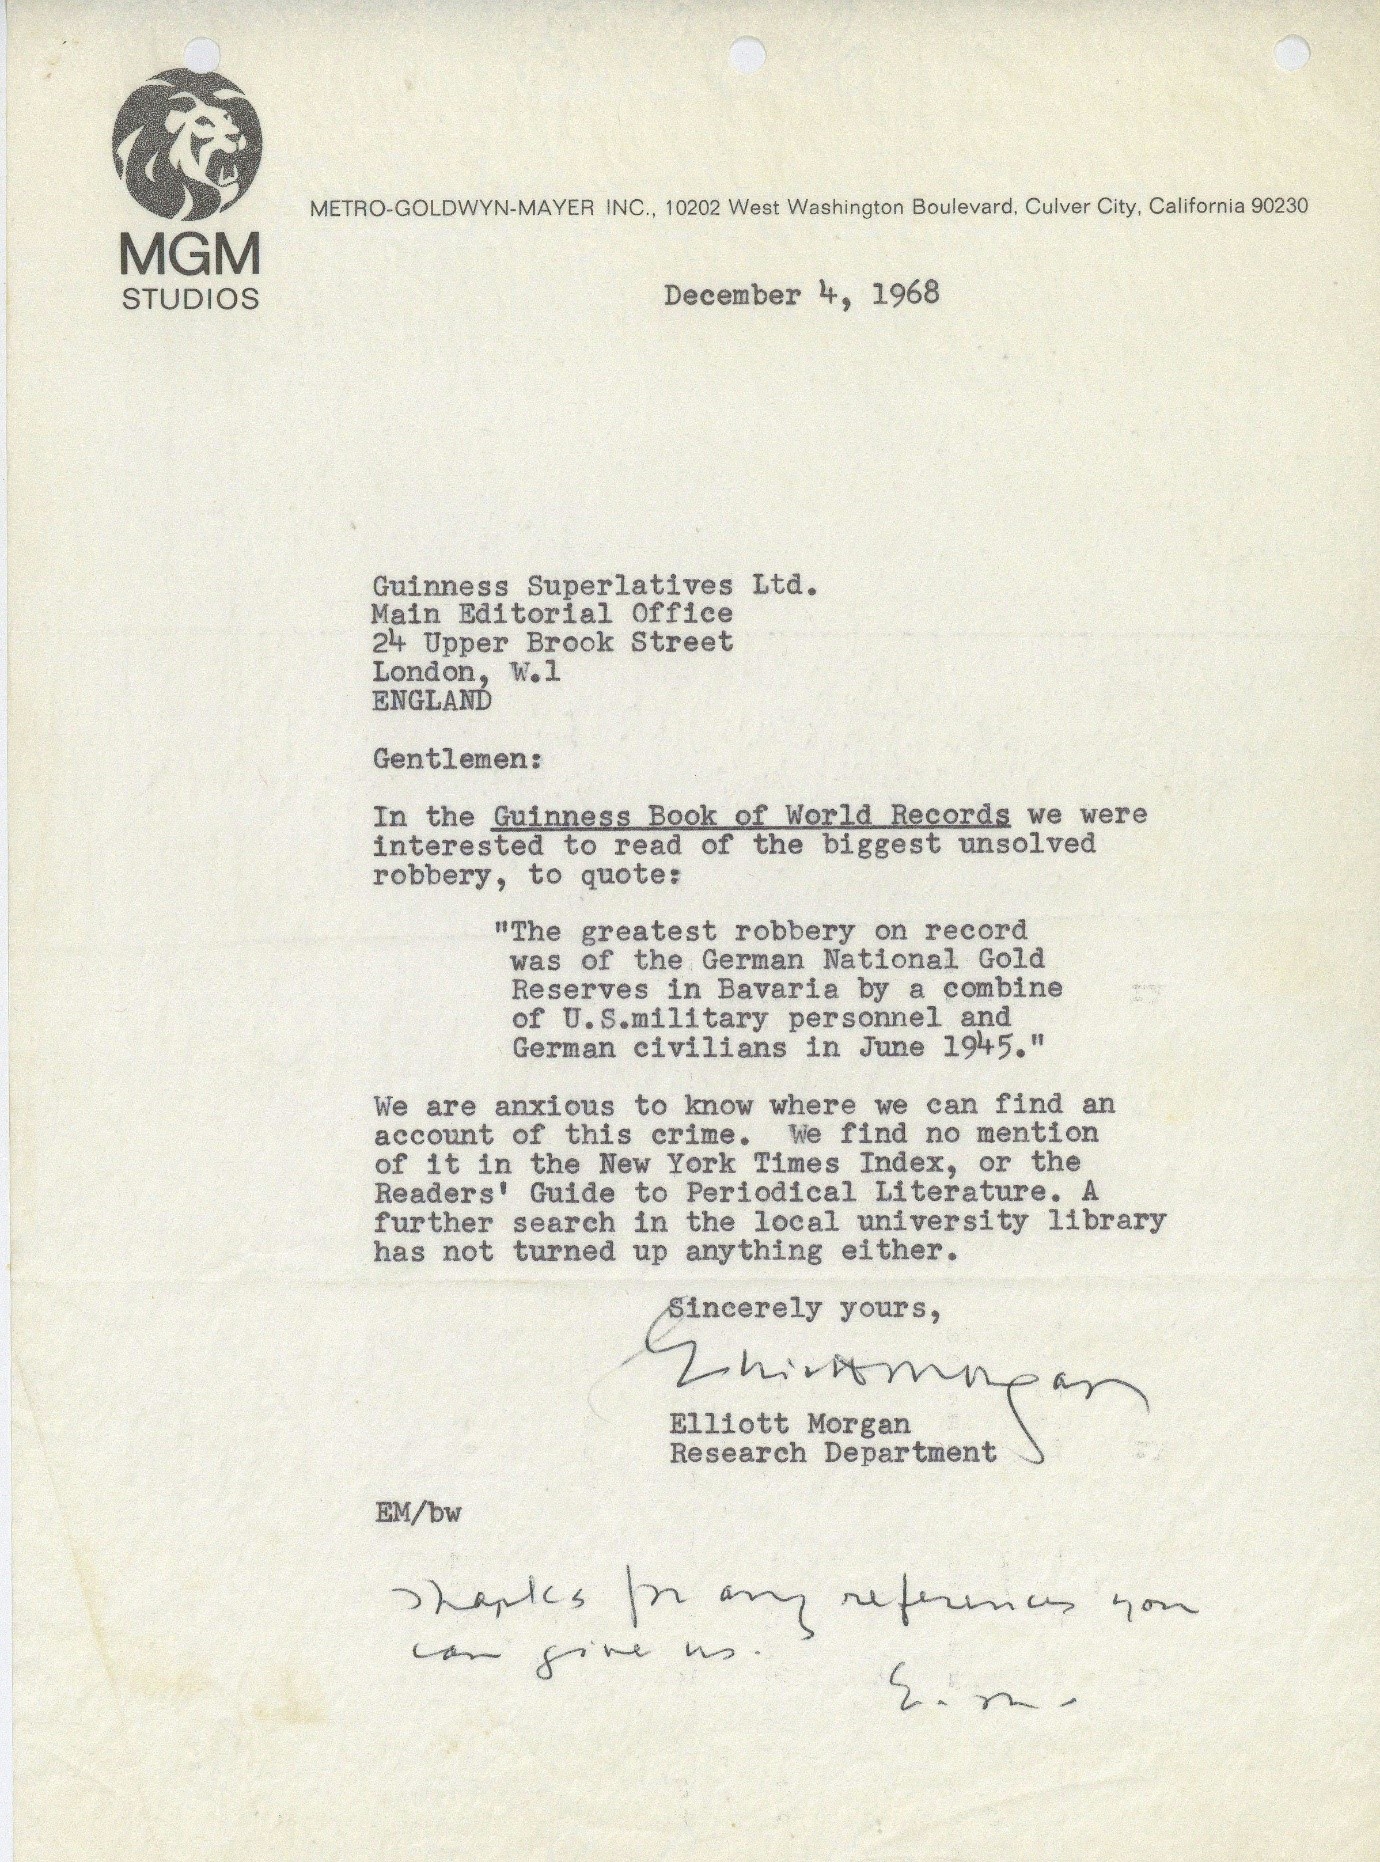 MGM
STUDIOS
METRO-GOLDWYN-MAYER INC., 10202 West Washington Boulevard, Culver City, California 90230
December 4, 1968
Guinness Superlatives Ltd.
Main Editorial Office
24 Upper Brook Street
London, W.1
ENGLAND
Gentlemen:
In the Guinness Book of World Records we were
interested to read of the biggest unsolved
robbery, to quote:
"The greatest robbery on record
was of the German National Gold
Reserves in Bavaria by a combine
of U.S.military personnel and
German civilians in June 1945."
We are anxious to know where we can find an
account of this crime. We find no mention
of it in the New York Times Index, or the
Readers' Guide to Periodical Literature. A
further search in the local university library
has not turned up anything either.
Sincerely yours,
Elliott Morgan
Elliott Morgan
Research Department
EM/bw
Thanks for any references you
can give us.
E. M.